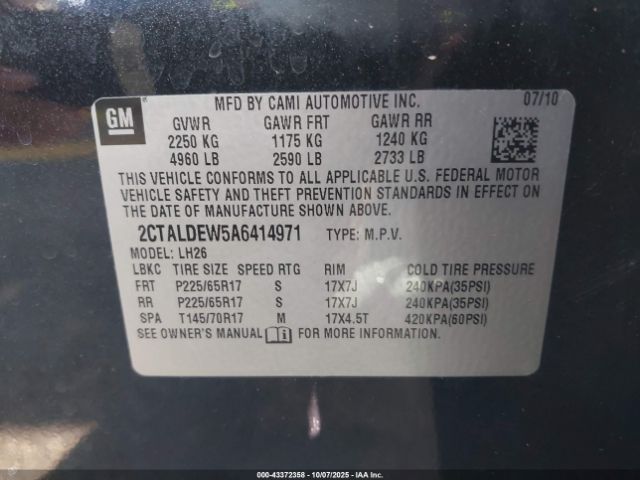 GM
MFD BY CAMI AUTOMOTIVE INC. 07/10
GVWR GAWR FRT GAWR RR
2250 KG 1175 KG 1240 KG
4960 LB 2590 LB 2733 LB
THIS VEHICLE CONFORMS TO ALL APPLICABLE U.S. FEDERAL MOTOR
VEHICLE SAFETY AND THEFT PREVENTION STANDARDS IN EFFECT ON
THE DATE OF MANUFACTURE SHOWN ABOVE.
2CTALDEW5A6414971 TYPE: M.P.V.
MODEL: LH26
LBKC TIRE SIZE SPEED RTG RIM COLD TIRE PRESSURE
FRT P225/65R17 S 17X7J 240KPA(35PSI)
RR P225/65R17 S 17X7J 240KPA(35PSI)
SPA T145/70R17 M 17X4.5T 420KPA(60PSI)
SEE OWNER'S MANUAL i FOR MORE INFORMATION.
000-43372358 - 10/07/2025 - IAAI.com